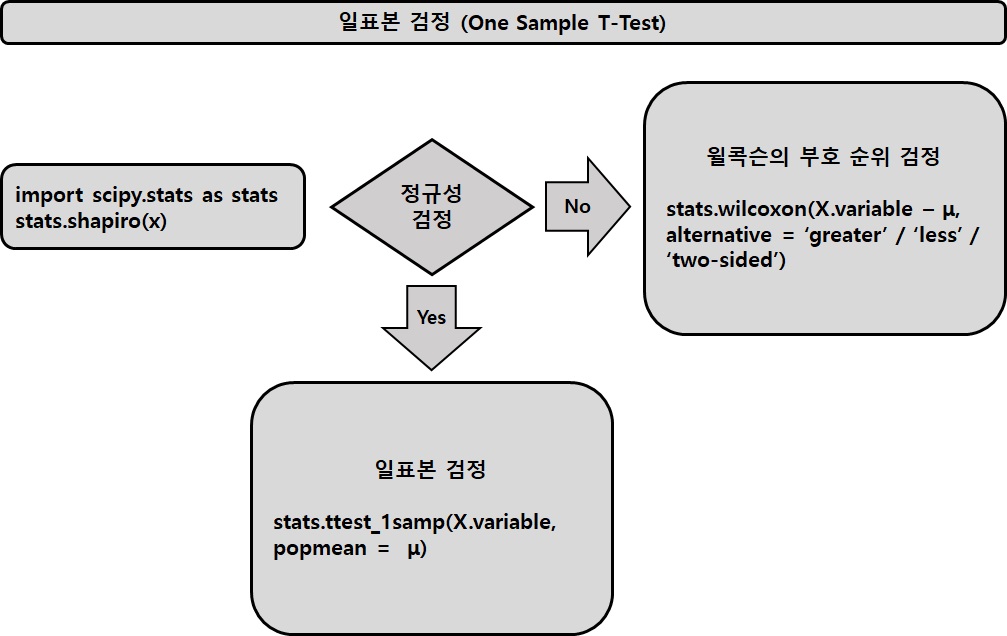 일표본 검정 (One Sample T-Test)
import scipy.stats as stats
stats.shapiro(x)
정규성
검정
No
윌콕슨의 부호 순위 검정
stats.wilcoxon(X.variable – μ,
alternative = ‘greater’ / ‘less’ /
‘two-sided’)
Yes
일표본 검정
stats.ttest_1samp(X.variable,
popmean = μ)